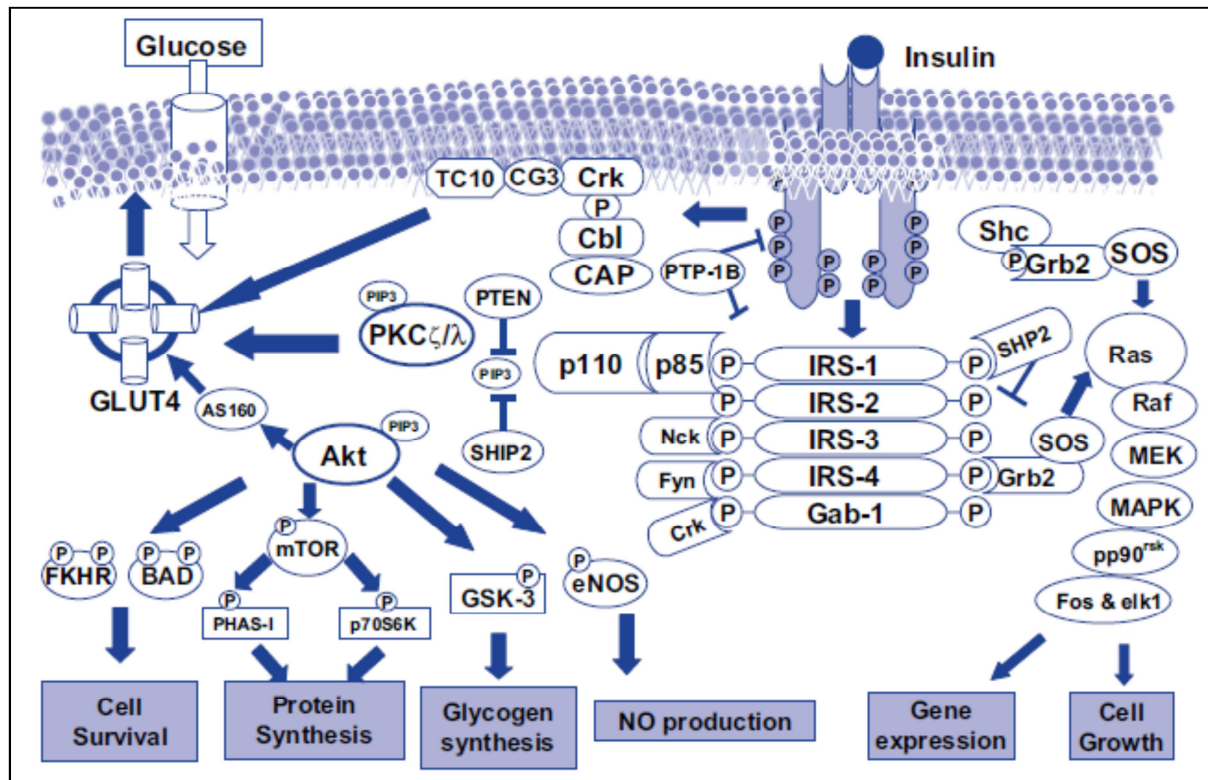 Glucose
Insulin
TC10
CG3
Crk
P
Cbl
CAP
PTP-1B
P
P
P
P
P
P
P
P
P
P
Shc
P
Grb2
SOS
GLUT4
PIP3
PKCζ/λ
PTEN
PIP3
SHIP2
AS160
Akt
PIP3
p110
p85
P
IRS-1
P
SHP2
P
IRS-2
P
Nck
P
IRS-3
P
Fyn
P
IRS-4
P
Grb2
SOS
Crk
P
Gab-1
P
Ras
Raf
MEK
MAPK
pp90rsk
Fos & elk1
P
P
FKHR
P
P
BAD
P
mTOR
P
PHAS-I
P
p70S6K
P
GSK-3
P
eNOS
Cell
Survival
Protein
Synthesis
Glycogen
synthesis
NO production
Gene
expression
Cell
Growth